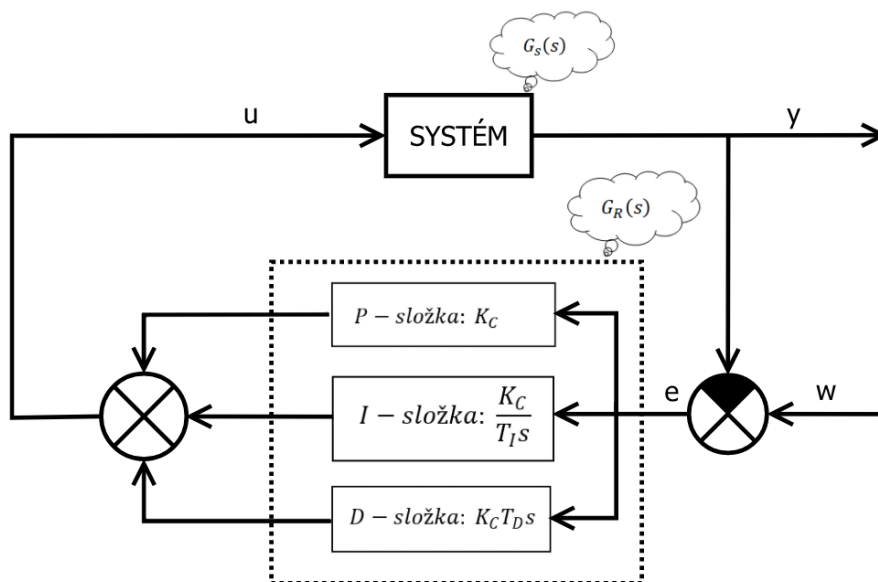 G_s(s)
u
SYSTÉM
y
G_R(s)
P − složka: K_C
e
w
I − složka: K_C/T_I s
D − složka: K_C T_D s